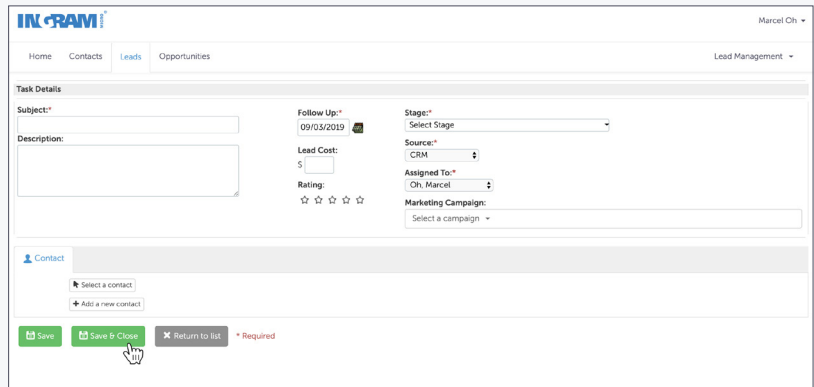 INGRAM MICRO
Marcel Oh
Home Contacts Leads Opportunities Lead Management
Task Details
Subject:*
Description:
Follow Up:*
09/03/2019
Lead Cost:
$
Rating:
Stage:*
Select Stage
Source:*
CRM
Assigned To:*
Oh, Marcel
Marketing Campaign:
Select a campaign
Contact
Select a contact
+ Add a new contact
Save Save & Close Return to list * Required